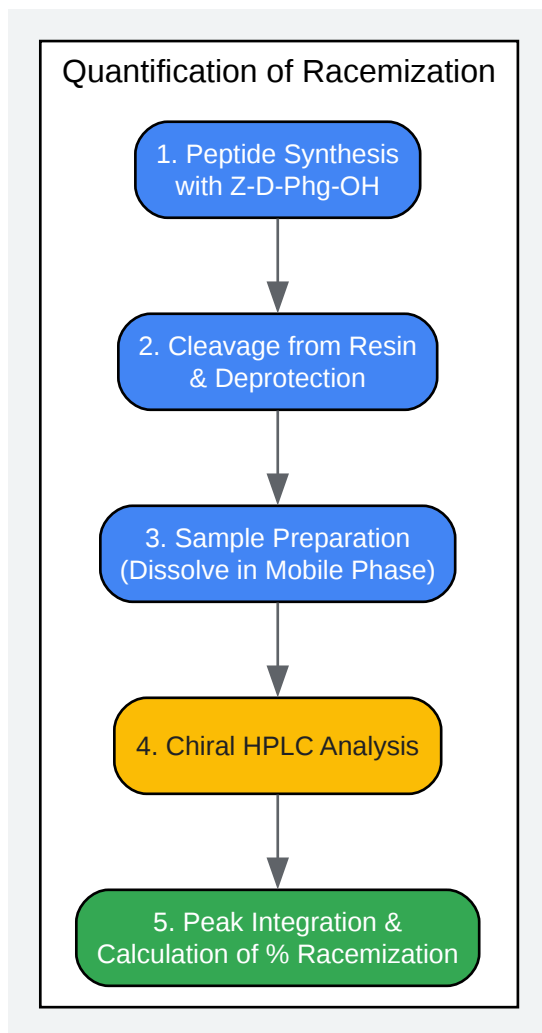 Quantification of Racemization
1. Peptide Synthesis
with Z-D-Phg-OH
2. Cleavage from Resin
& Deprotection
3. Sample Preparation
(Dissolve in Mobile Phase)
4. Chiral HPLC Analysis
5. Peak Integration &
Calculation of % Racemization